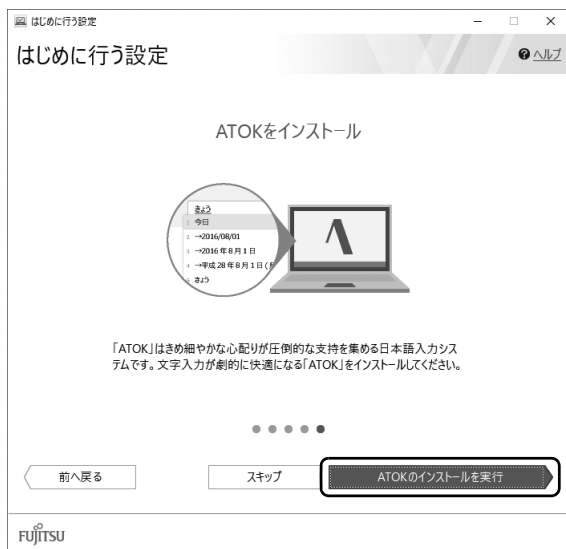 はじめに行う設定
はじめに行う設定
ヘルプ
ATOKをインストール
きょう
1 今日
2 →2016/08/01
3 →2016年8月1日
4 →平成28年8月1日(
きょう
「ATOK」はきめ細やかな心配りが圧倒的な支持を集める日本語入力シス
テムです。文字入力が劇的に快適になる「ATOK」をインストールしてください。
前へ戻る
スキップ
ATOKのインストールを実行
FUJITSU